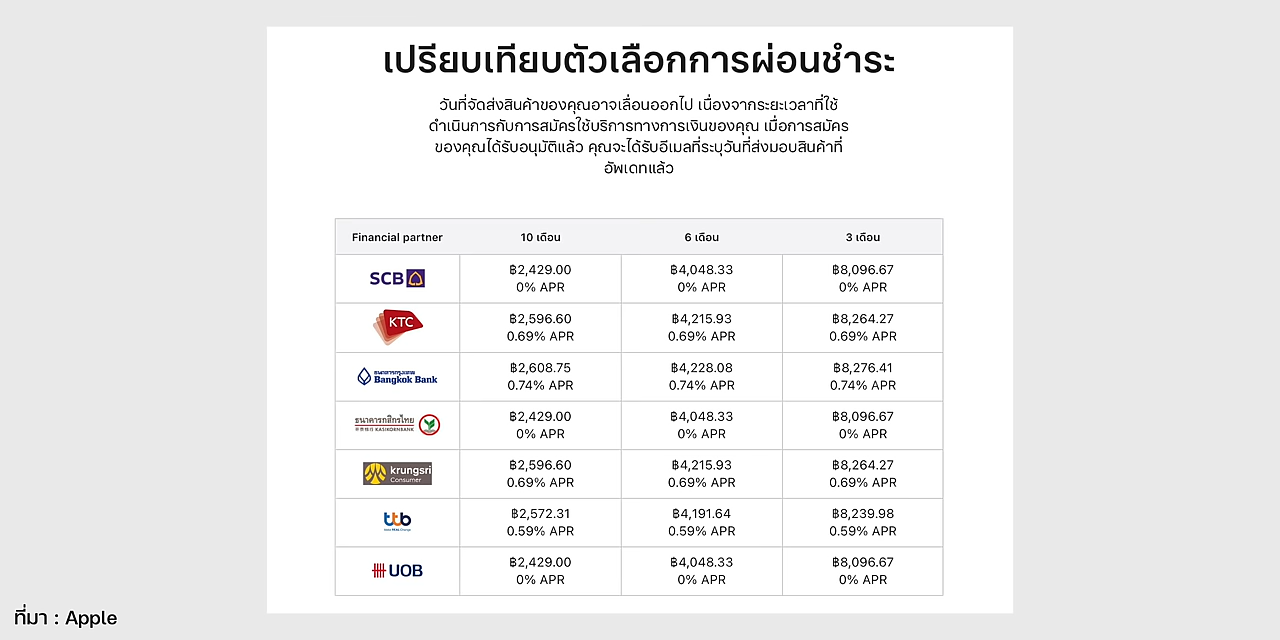 เปรียบเทียบตัวเลือกการผ่อนชำระ
วันที่จัดส่งสินค้าของคุณอาจเลื่อนออกไป เนื่องจากระยะเวลาที่ใช้
ดำเนินการกับการสมัครใช้บริการทางการเงินของคุณ เมื่อการสมัคร
ของคุณได้รับอนุมัติแล้ว คุณจะได้รับอีเมลที่ระบุวันที่ส่งมอบสินค้าที่
อัพเดทแล้ว
Financial partner 10 เดือน 6 เดือน 3 เดือน
SCB ฿2,429.00 ฿4,048.33 ฿8,096.67
0% APR 0% APR 0% APR
KTC ฿2,596.60 ฿4,215.93 ฿8,264.27
0.69% APR 0.69% APR 0.69% APR
ธนาคารกรุงเทพ ฿2,608.75 ฿4,228.08 ฿8,276.41
Bangkok Bank 0.74% APR 0.74% APR 0.74% APR
ธนาคารกสิกรไทย ฿2,429.00 ฿4,048.33 ฿8,096.67
KASIKORNBANK 0% APR 0% APR 0% APR
krungsri ฿2,596.60 ฿4,215.93 ฿8,264.27
Consumer 0.69% APR 0.69% APR 0.69% APR
ttb ฿2,572.31 ฿4,191.64 ฿8,239.98
0.59% APR 0.59% APR 0.59% APR
UOB ฿2,429.00 ฿4,048.33 ฿8,096.67
0% APR 0% APR 0% APR
ที่มา : Apple